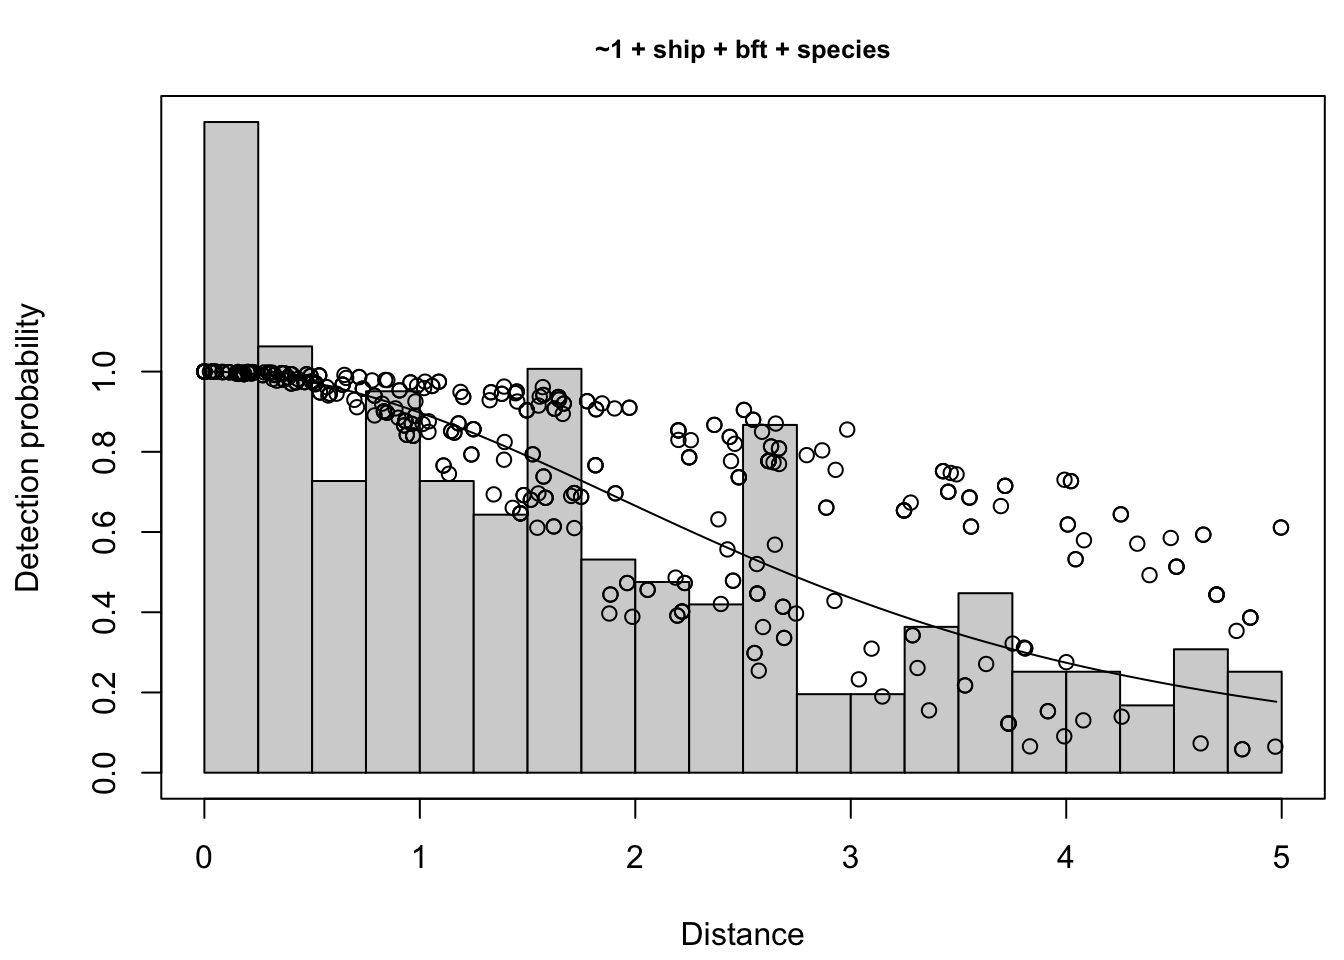 ~1 + ship + bft + species
Detection probability
1.0
0.8
0.6
0.4
0.2
0.0
0 1 2 3 4 5
Distance